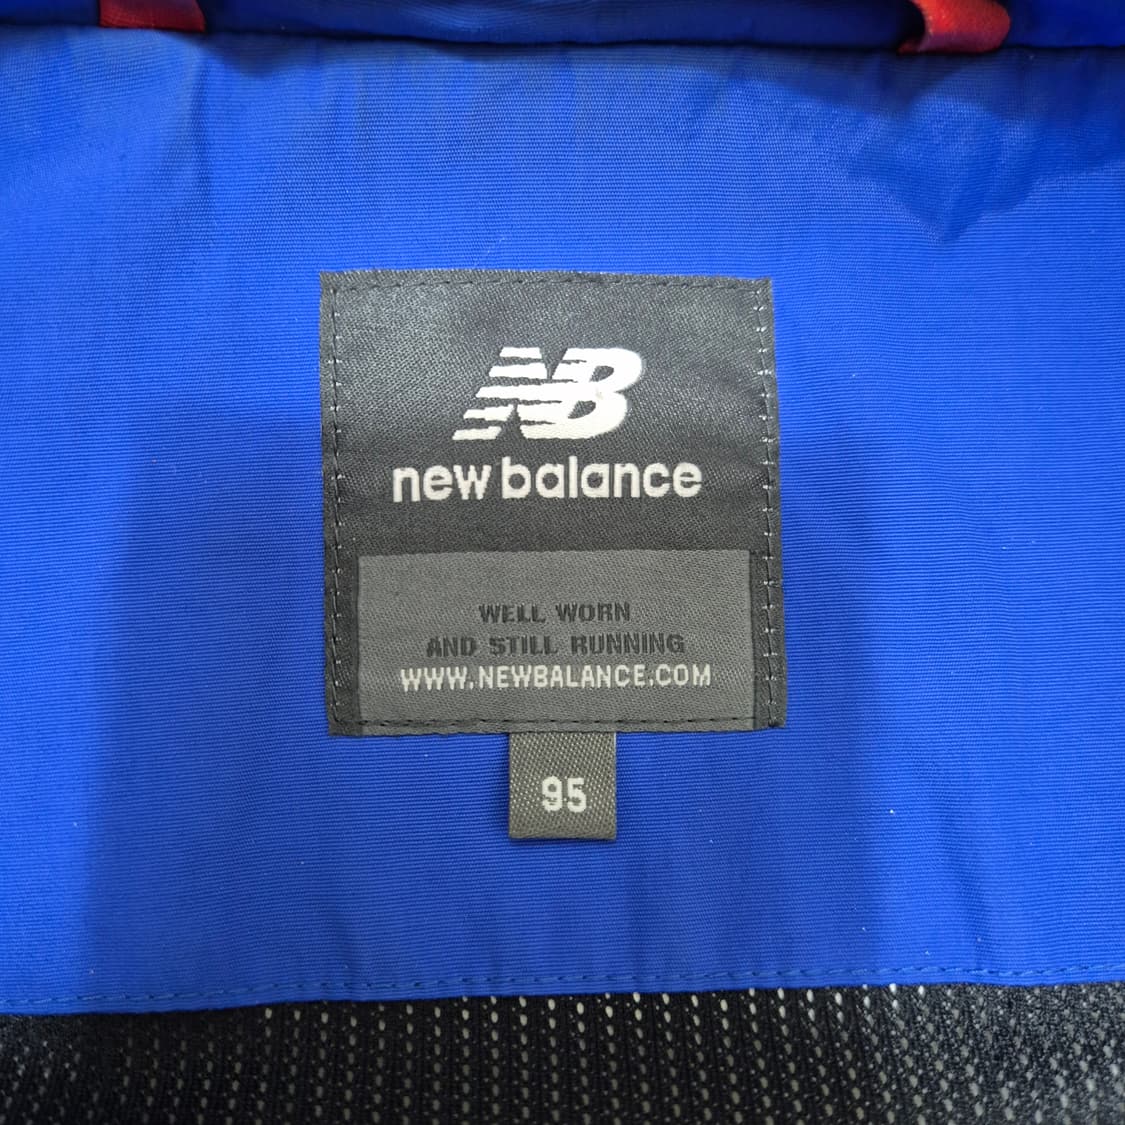 NB
new balance
WELL WORN
AND STILL RUNNING
WWW.NEWBALANCE.COM
95